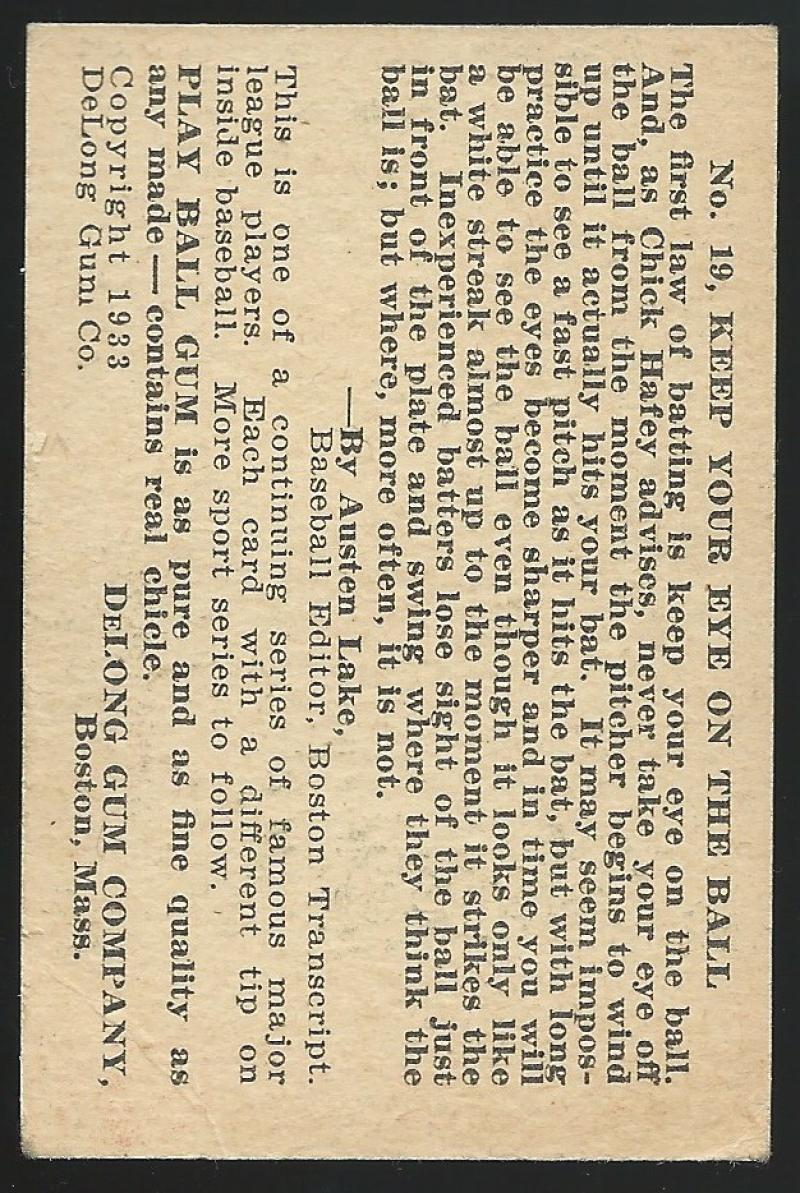 No. 19, KEEP YOUR EYE ON THE BALL
The first law of batting is keep your eye on the ball.
And, as Chick Hafey advises, never take your eye off
the ball from the moment the pitcher begins to wind
up until it actually hits your bat. It may seem impos-
sible to see a fast pitch as it hits the bat, but with long
practice the eyes become sharper and in time you will
be able to see the ball even though it looks only like
a white streak almost up to the moment it strikes the
bat. Inexperienced batters lose sight of the ball just
in front of the plate and swing where they think the
ball is; but where, more often, it is not.
—By Austen Lake,
Baseball Editor, Boston Transcript.
This is one of a continuing series of famous major
league players. Each card with a different tip on
inside baseball. More sport series to follow.
PLAY BALL GUM is as pure and as fine quality as
any made — contains real chicle.
DeLONG GUM COMPANY,
Boston, Mass.
Copyright 1933
DeLong Gum Co.